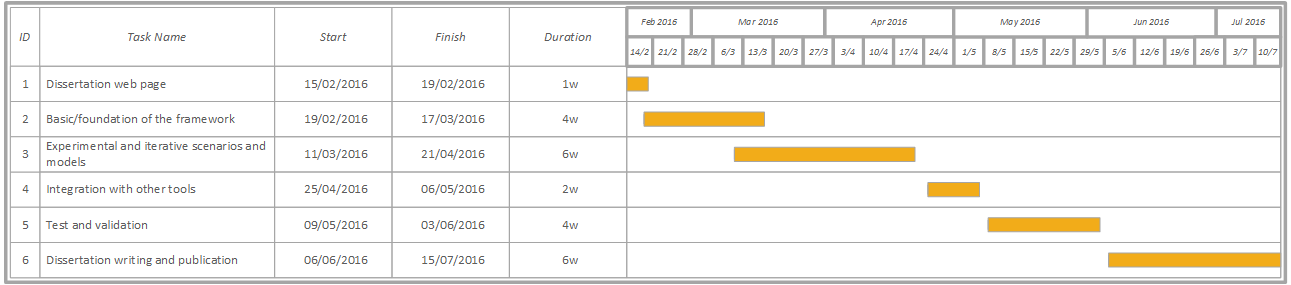 ID Task Name Start Finish Duration Feb 2016 Mar 2016 Apr 2016 May 2016 Jun 2016 Jul 2016
14/2 21/2 28/2 6/3 13/3 20/3 27/3 3/4 10/4 17/4 24/4 1/5 8/5 15/5 22/5 29/5 5/6 12/6 19/6 26/6 3/7 10/7
1 Dissertation web page 15/02/2016 19/02/2016 1w
2 Basic/foundation of the framework 19/02/2016 17/03/2016 4w
3 Experimental and iterative scenarios and
models 11/03/2016 21/04/2016 6w
4 Integration with other tools 25/04/2016 06/05/2016 2w
5 Test and validation 09/05/2016 03/06/2016 4w
6 Dissertation writing and publication 06/06/2016 15/07/2016 6w